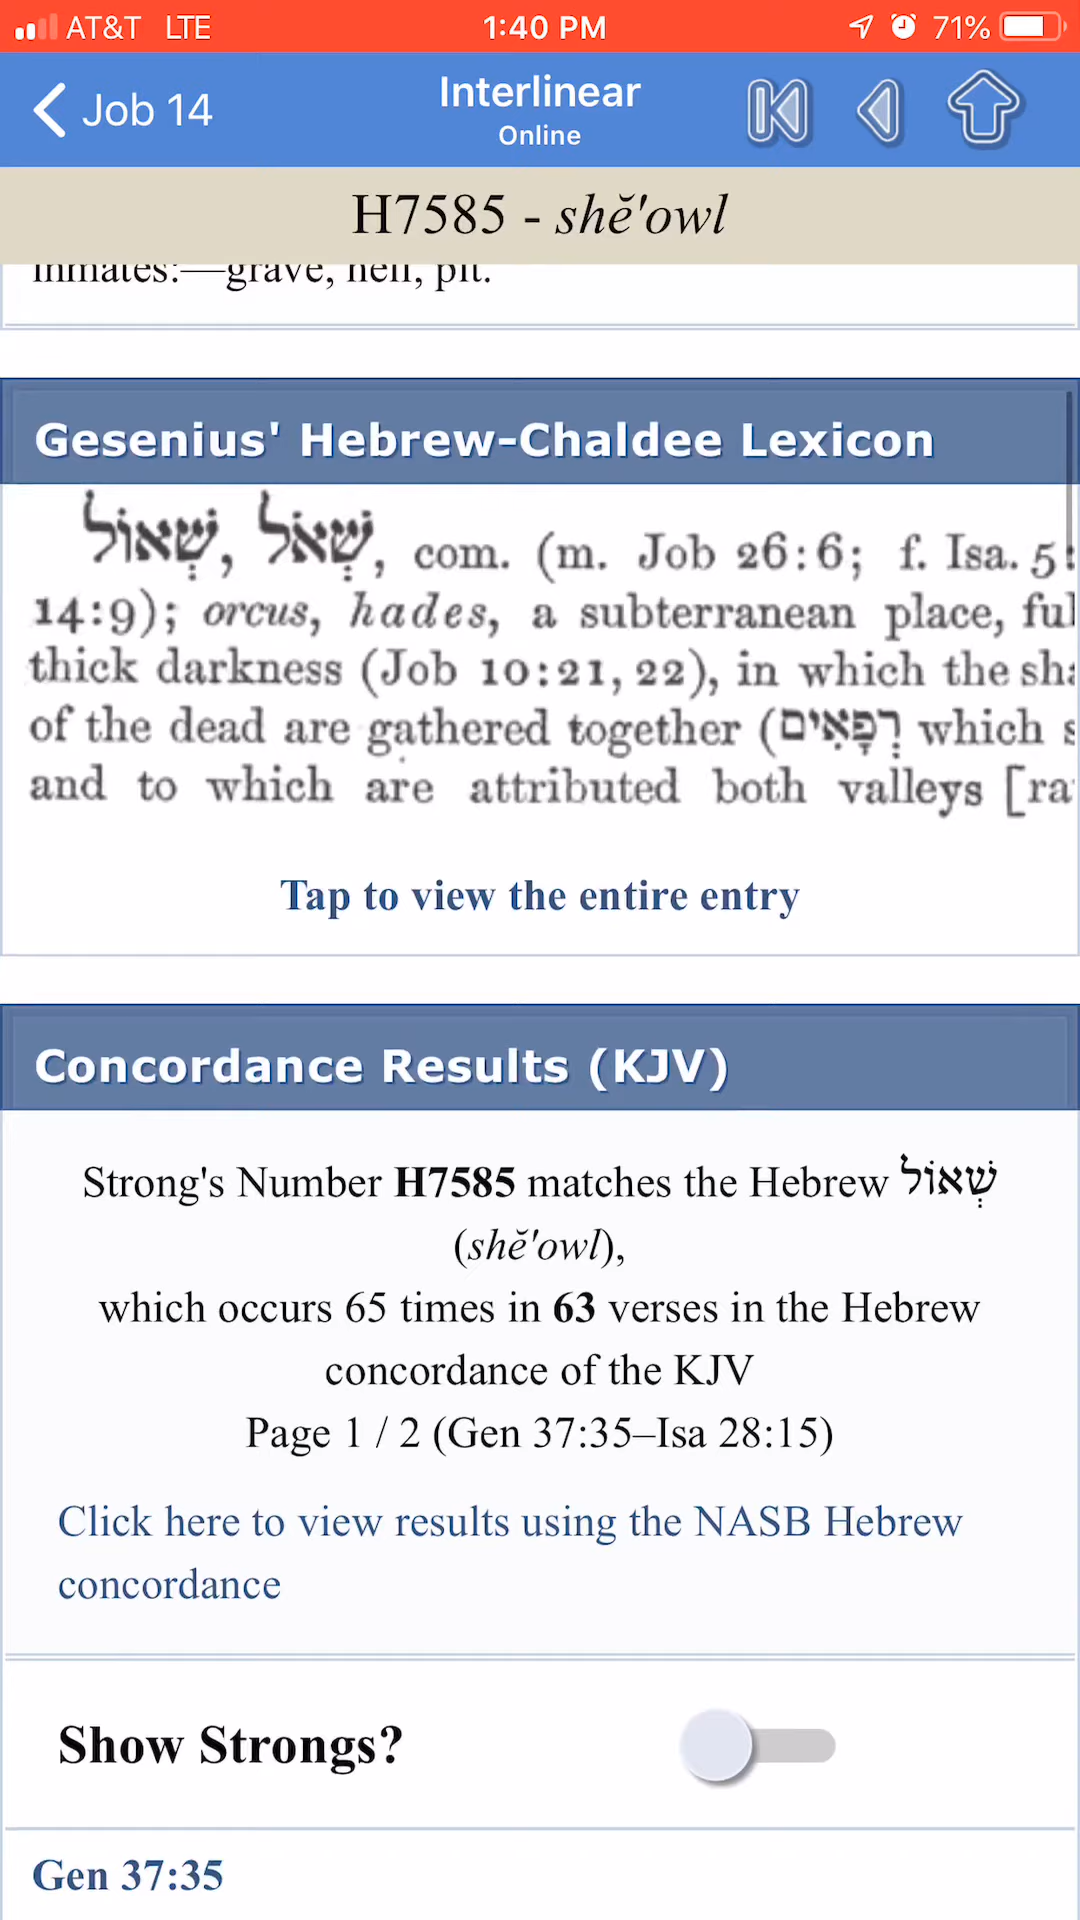 AT&T LTE 1:40 PM 71%
Job 14 Interlinear
Online
H7585 - shĕ'owl
inmates:—grave, hell, pit.
Gesenius' Hebrew-Chaldee Lexicon
שְׁאוֹל, שְׁאֹל, com. (m. Job 26:6; f. Isa. 5:
14:9); orcus, hades, a subterranean place, ful
thick darkness (Job 10:21, 22), in which the sha
of the dead are gathered together (רְפָאִים which s
and to which are attributed both valleys [ra
Tap to view the entire entry
Concordance Results (KJV)
Strong's Number H7585 matches the Hebrew שְׁאוֹל
(shĕ'owl),
which occurs 65 times in 63 verses in the Hebrew
concordance of the KJV
Page 1 / 2 (Gen 37:35–Isa 28:15)
Click here to view results using the NASB Hebrew
concordance
Show Strongs?
Gen 37:35